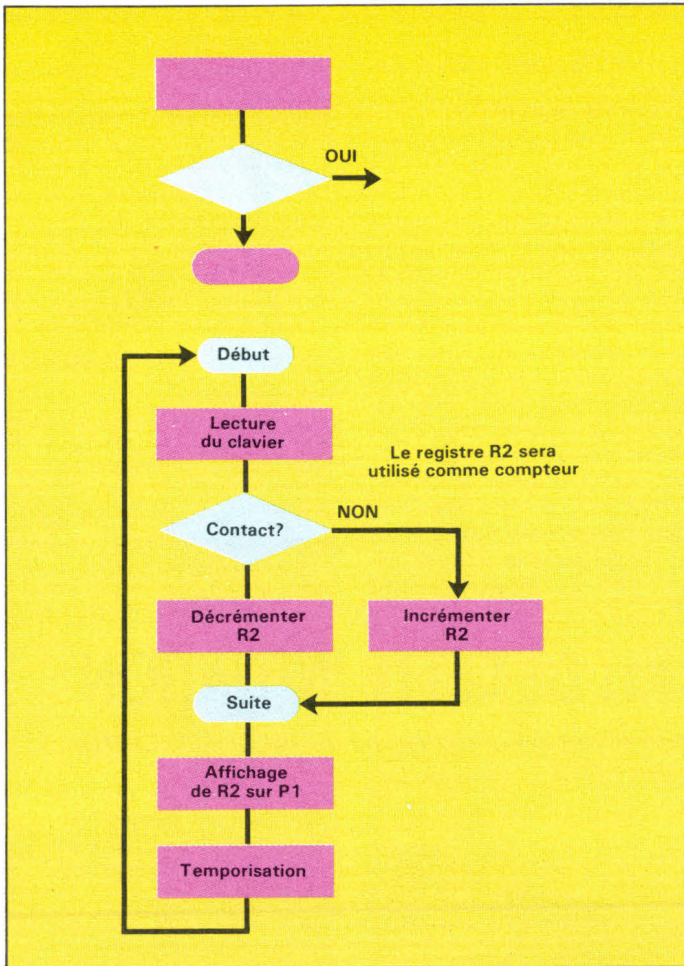 OUI
Début
Lecture
du clavier
Le registre R2 sera
utilisé comme compteur
Contact?
NON
Décrémenter
R2
Incrémenter
R2
Suite
Affichage
de R2 sur P1
Temporisation